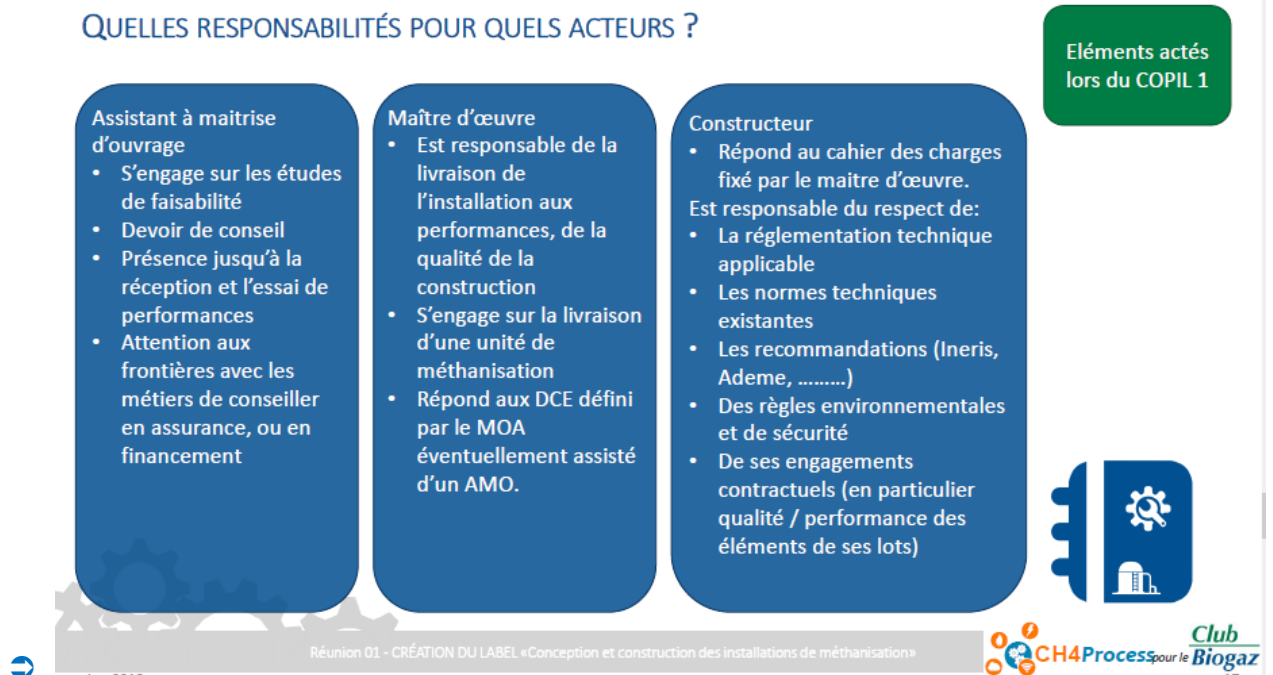 QUELLES RESPONSABILITÉS POUR QUELS ACTEURS ?
Eléments actés
lors du COPIL 1
Assistant à maitrise
d’ouvrage
• S’engage sur les études
de faisabilité
• Devoir de conseil
• Présence jusqu’à la
réception et l’essai de
performances
• Attention aux
frontières avec les
métiers de conseiller
en assurance, ou en
financement
Maître d’œuvre
• Est responsable de la
livraison de
l’installation aux
performances, de la
qualité de la
construction
• S’engage sur la livraison
d’une unité de
méthanisation
• Répond aux DCE défini
par le MOA
éventuellement assisté
d’un AMO.
Constructeur
• Répond au cahier des charges
fixé par le maitre d’œuvre.
Est responsable du respect de:
• La réglementation technique
applicable
• Les normes techniques
existantes
• Les recommandations (Ineris,
Ademe, ………)
• Des règles environnementales
et de sécurité
• De ses engagements
contractuels (en particulier
qualité / performance des
éléments de ses lots)
Réunion 01 - CRÉATION DU LABEL «Conception et construction des installations de méthanisation»
CH4Process pour le Club Biogaz